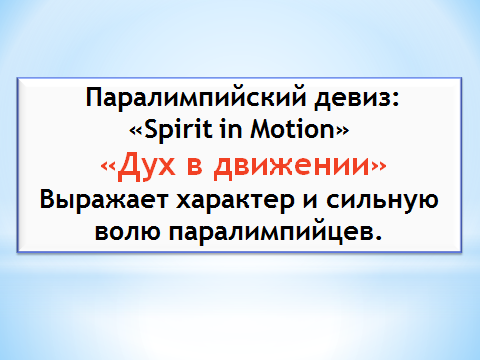 Паралимпийский девиз:
«Spirit in Motion»
«Дух в движении»
Выражает характер и сильную
волю паралимпийцев.